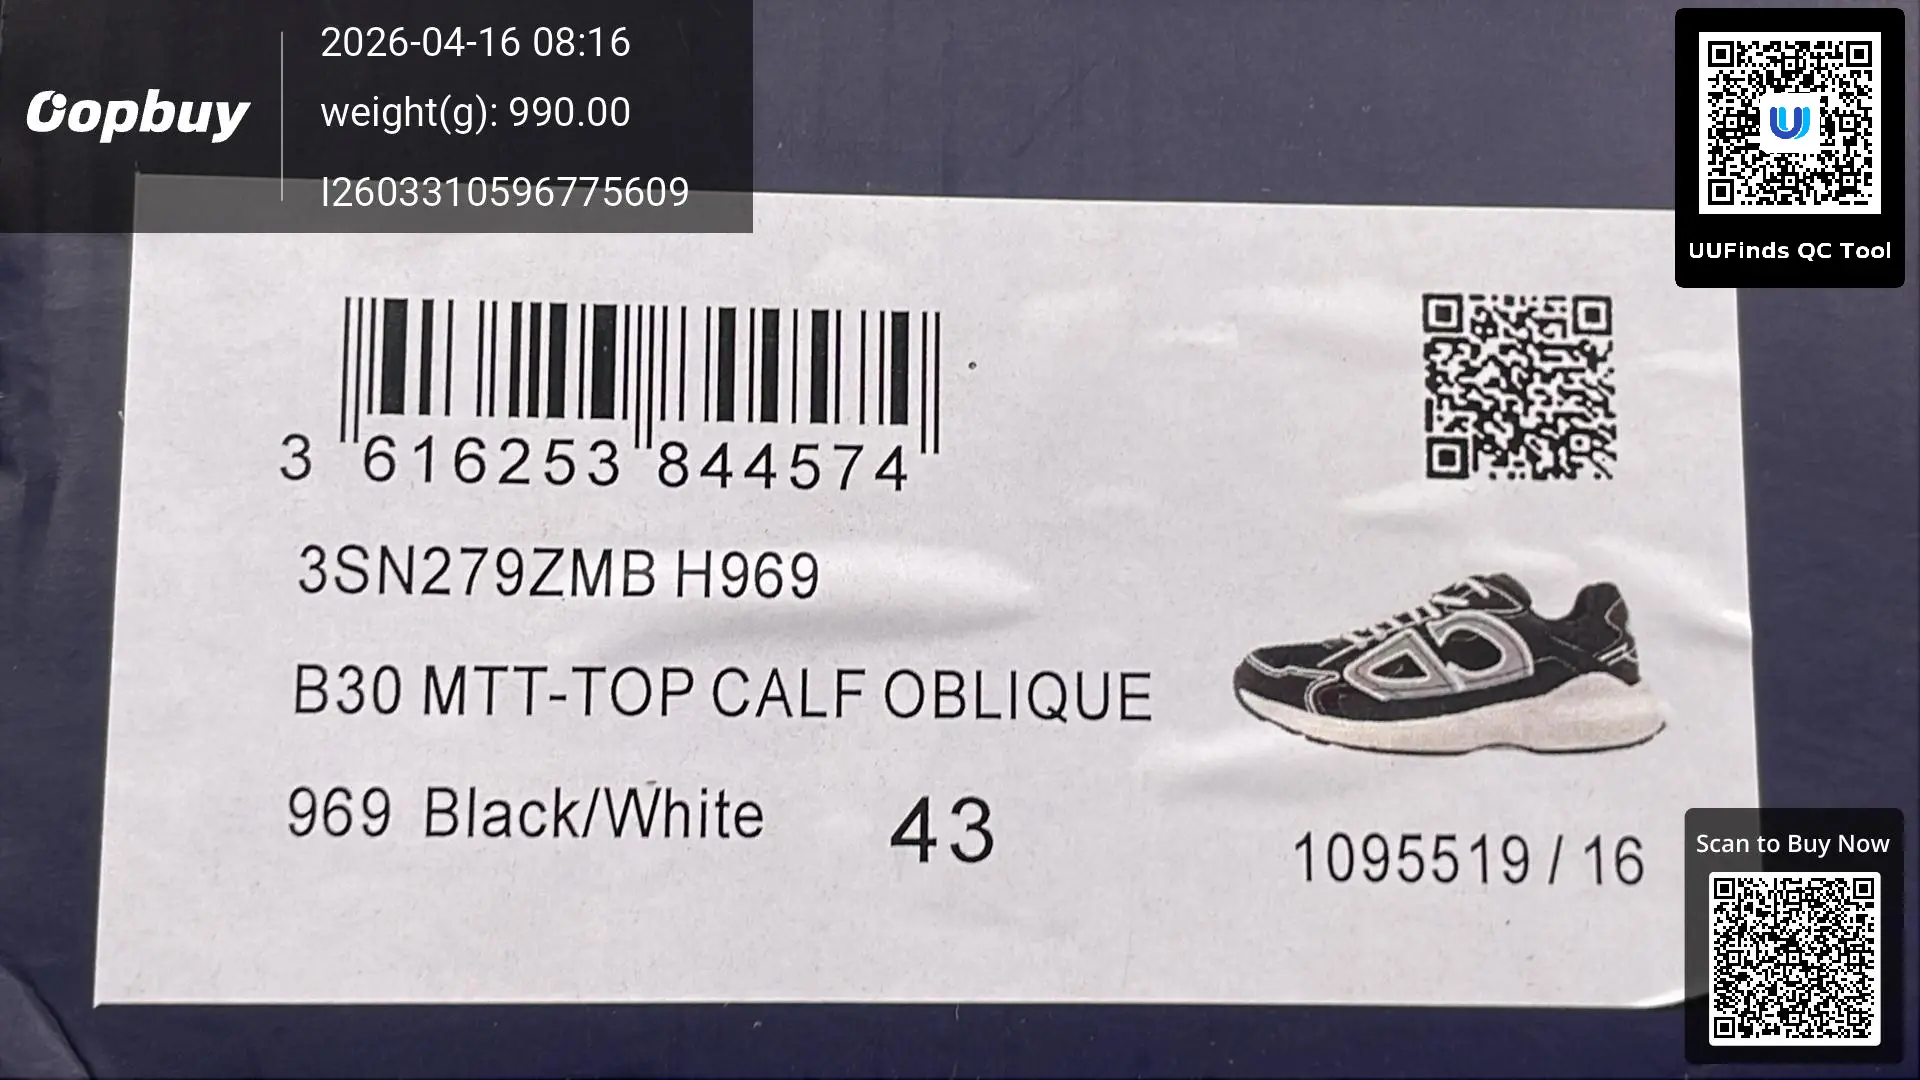 Oopbuy
2026-04-16 08:16
weight(g): 990.00
I2603310596775609
UUFinds QC Tool
3 616253 844574
3SN279ZMB H969
B30 MTT-TOP CALF OBLIQUE
969 Black/White 43
1095519 / 16
Scan to Buy Now